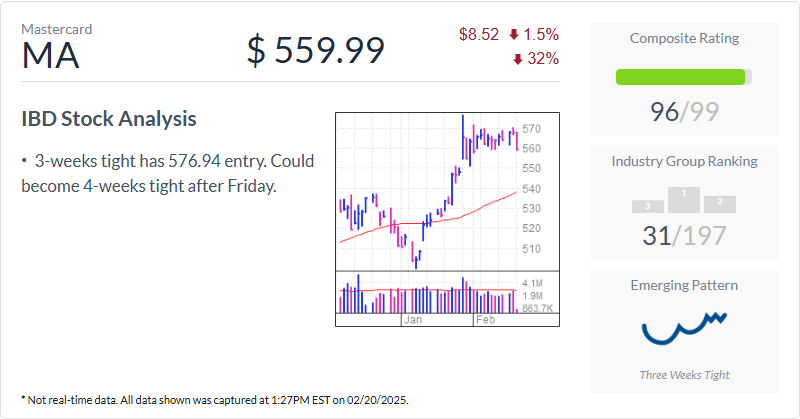 Mastercard
MA
$ 559.99
$8.52 1.5%
32%
IBD Stock Analysis
• 3-weeks tight has 576.94 entry. Could
become 4-weeks tight after Friday.
570
560
550
540
530
520
510
4.1M
1.9M
863.7K
Jan Feb
Composite Rating
96/99
Industry Group Ranking
3 1 2
31/197
Emerging Pattern
Three Weeks Tight
* Not real-time data. All data shown was captured at 1:27PM EST on 02/20/2025.